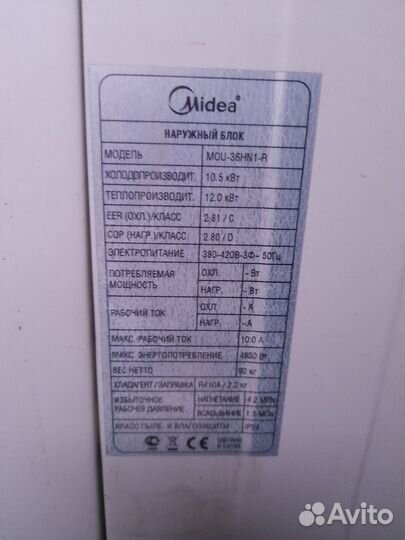 Midea®
НАРУЖНЫЙ БЛОК
МОДЕЛЬ MOU-36HN1-R
ХОЛОДОПРОИЗВОДИТ. 10.5 кВт
ТЕПЛОПРОИЗВОДИТ. 12.0 кВт
EER (ОХЛ.)/КЛАСС 2.81 / C
COP (НАГР.)/КЛАСС 2.80 / D
ЭЛЕКТРОПИТАНИЕ 380-420В-3Ф~ 50Гц
ПОТРЕБЛЯЕМАЯ МОЩНОСТЬ ОХЛ. - Вт
НАГР. - Вт
РАБОЧИЙ ТОК ОХЛ. - А
НАГР. - А
МАКС. РАБОЧИЙ ТОК 10.0 А
МАКС. ЭНЕРГОПОТРЕБЛЕНИЕ 4930 Вт
ВЕС НЕТТО 92 кг
ХЛАДАГЕНТ / ЗАПРАВКА R410A / 2.2 кг
ИЗБЫТОЧНОЕ РАБОЧЕЕ ДАВЛЕНИЕ НАГНЕТАНИЕ 4.2 МПа
ВСАСЫВАНИЕ 1.5 МПа
КЛАСС ПЫЛЕ- И ВЛАГОЗАЩИТЫ IP24
CE
Avito